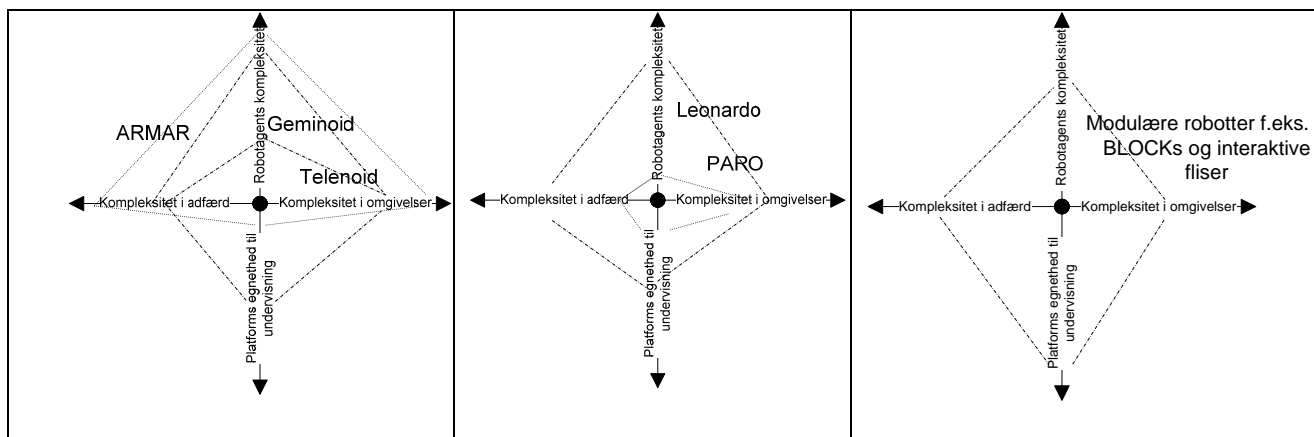 Robotagents kompleksitet
ARMAR
Geminoid
Telenoid
Kompleksitet i adfærd
Kompleksitet i omgivelser
Platforms egnethed til
undervisning
Robotagents kompleksitet
Leonardo
PARO
Kompleksitet i adfærd
Kompleksitet i omgivelser
Platforms egnethed til
undervisning
Robotagents kompleksitet
Modulære robotter f.eks.
BLOCKs og interaktive
fliser
Kompleksitet i adfærd
Kompleksitet i omgivelser
Platforms egnethed til
undervisning